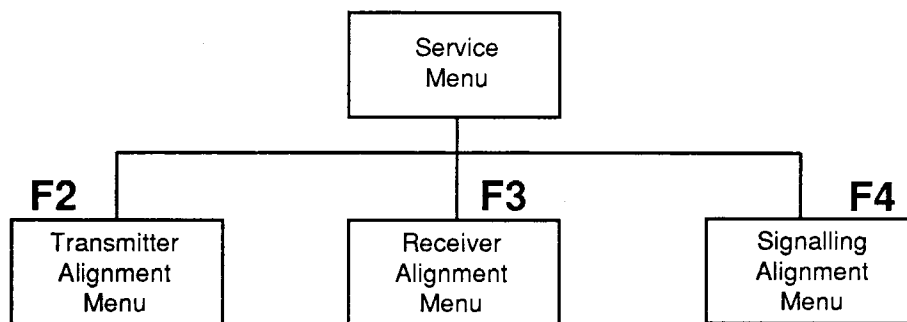 Service
Menu
F2
F3
F4
Transmitter
Alignment
Menu
Receiver
Alignment
Menu
Signalling
Alignment
Menu